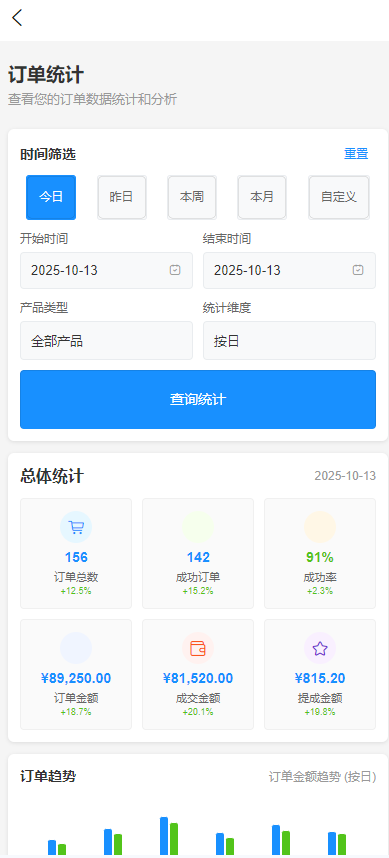 订单统计
查看您的订单数据统计和分析
时间筛选 重置
今日 昨日 本周 本月 自定义
开始时间 结束时间
2025-10-13 2025-10-13
产品类型 统计维度
全部产品 按日
查询统计
总体统计 2025-10-13
156 142 91%
订单总数 成功订单 成功率
+12.5% +15.2% +2.3%
¥89,250.00 ¥81,520.00 ¥815.20
订单金额 成交金额 提成金额
+18.7% +20.1% +19.8%
订单趋势 订单金额趋势 (按日)